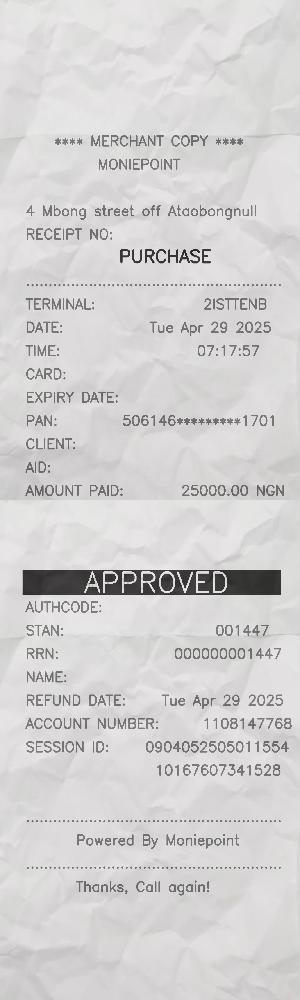 **** MERCHANT COPY ****
MONIEPOINT
4 Mbong street off Ataobongnull
RECEIPT NO:
PURCHASE
TERMINAL: 2ISTTENB
DATE: Tue Apr 29 2025
TIME: 07:17:57
CARD:
EXPIRY DATE:
PAN: 506146*********1701
CLIENT:
AID:
AMOUNT PAID: 25000.00 NGN
APPROVED
AUTHCODE:
STAN: 001447
RRN: 000000001447
NAME:
REFUND DATE: Tue Apr 29 2025
ACCOUNT NUMBER: 1108147768
SESSION ID: 0904052505011554
10167607341528
Powered By Moniepoint
Thanks, Call again!